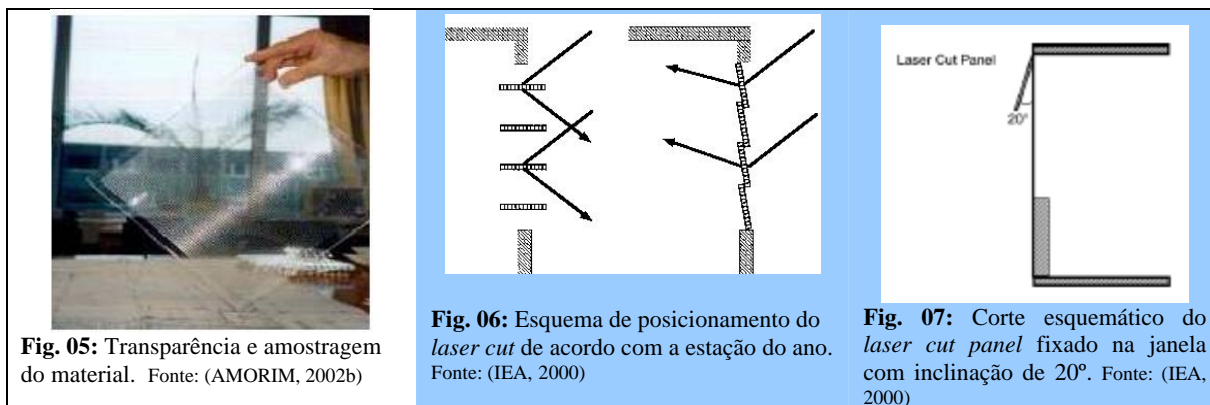 Laser Cut Panel
20°
Fig. 05: Transparência e amostragem
do material. Fonte: (AMORIM, 2002b)
Fig. 06: Esquema de posicionamento do
laser cut de acordo com a estação do ano.
Fonte: (IEA, 2000)
Fig. 07: Corte esquemático do
laser cut panel fixado na janela
com inclinação de 20º. Fonte: (IEA,
2000)